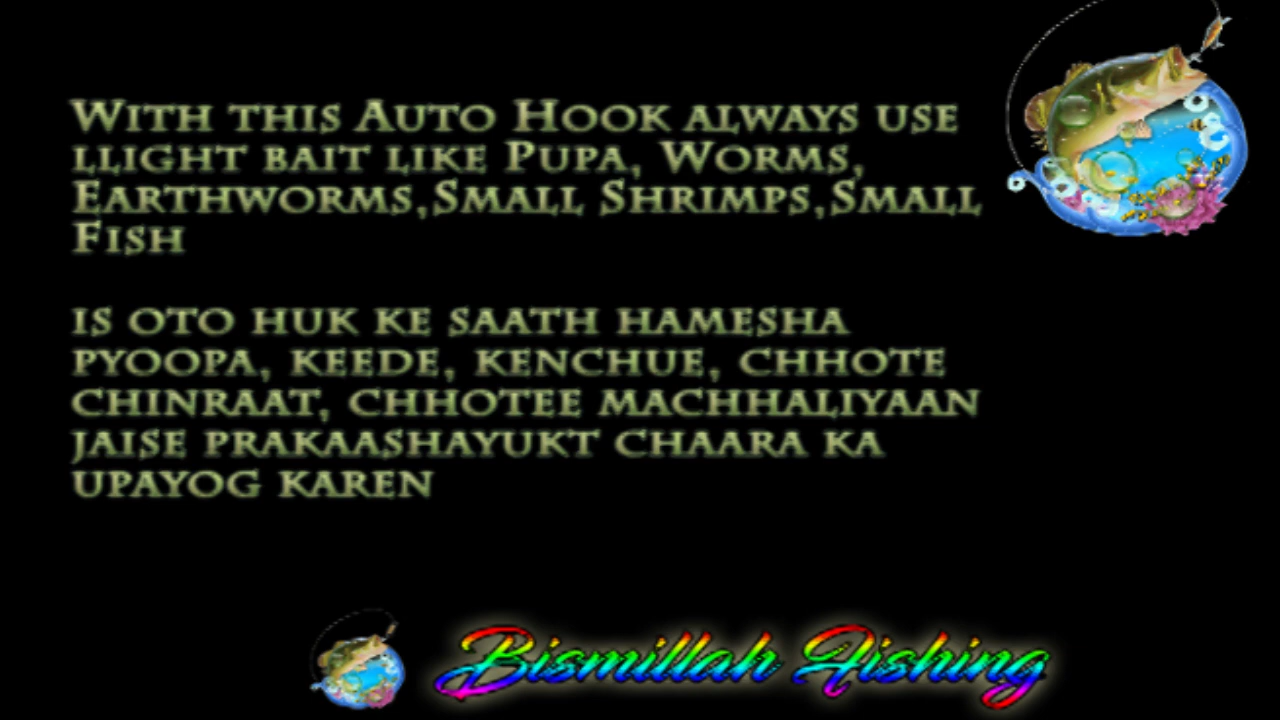 With this Auto Hook always use
llight bait like Pupa, Worms,
Earthworms,Small Shrimps,Small
Fish
is oto huk ke saath hamesha
pyoopa, keede, kenchue, chhote
chinraat, chhotee machhaliyaan
jaise prakaashayukt chaara ka
upayog karen
Bismillah Fishing